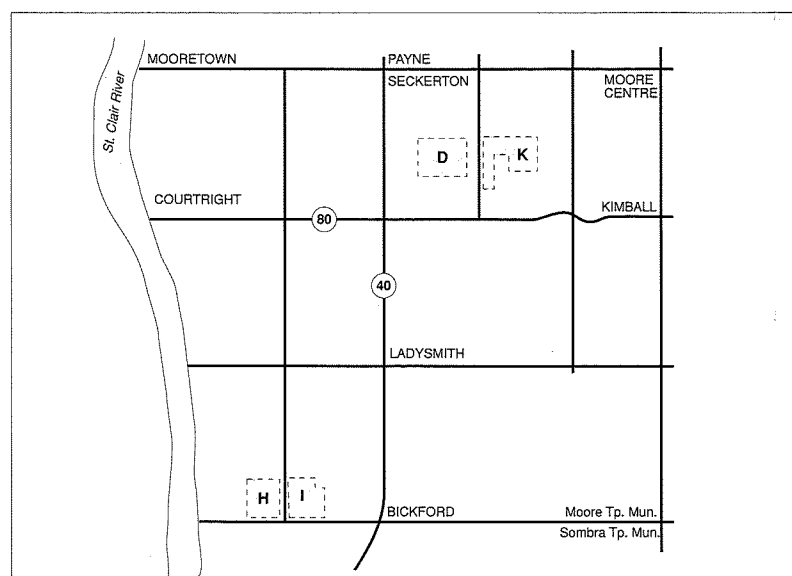 MOORETOWN
PAYNE
SECKERTON
MOORE
CENTRE
St. Clair River
D
K
COURTRIGHT
KIMBALL
80
40
LADYSMITH
H
I
BICKFORD
Moore Tp. Mun.
Sombra Tp. Mun.